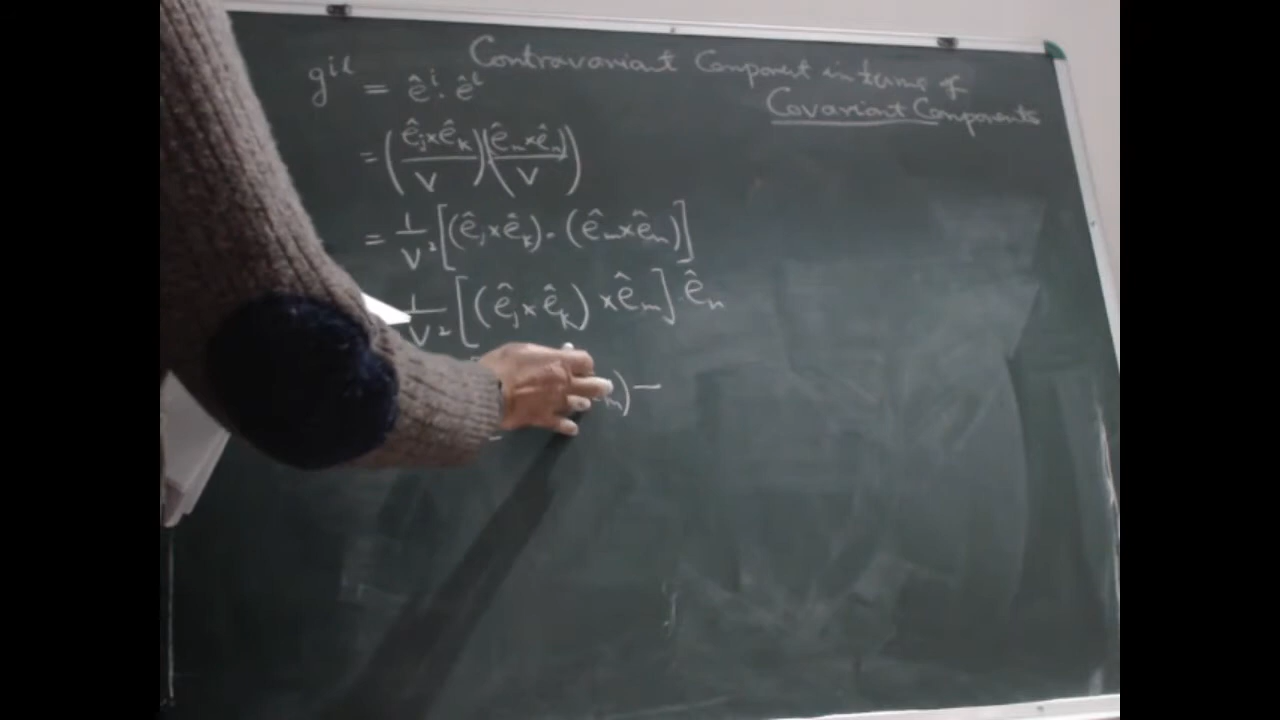 Contravariant Component in terms of
Covariant Components
g^{il} = ê^i · ê^l
= (ê_j×ê_k / V)(ê_m×ê_n / V)
= 1/V² [(ê_j×ê_k) · (ê_m×ê_n)]
1/V² [(ê_j×ê_k) ×ê_m] · ê_n
m) —